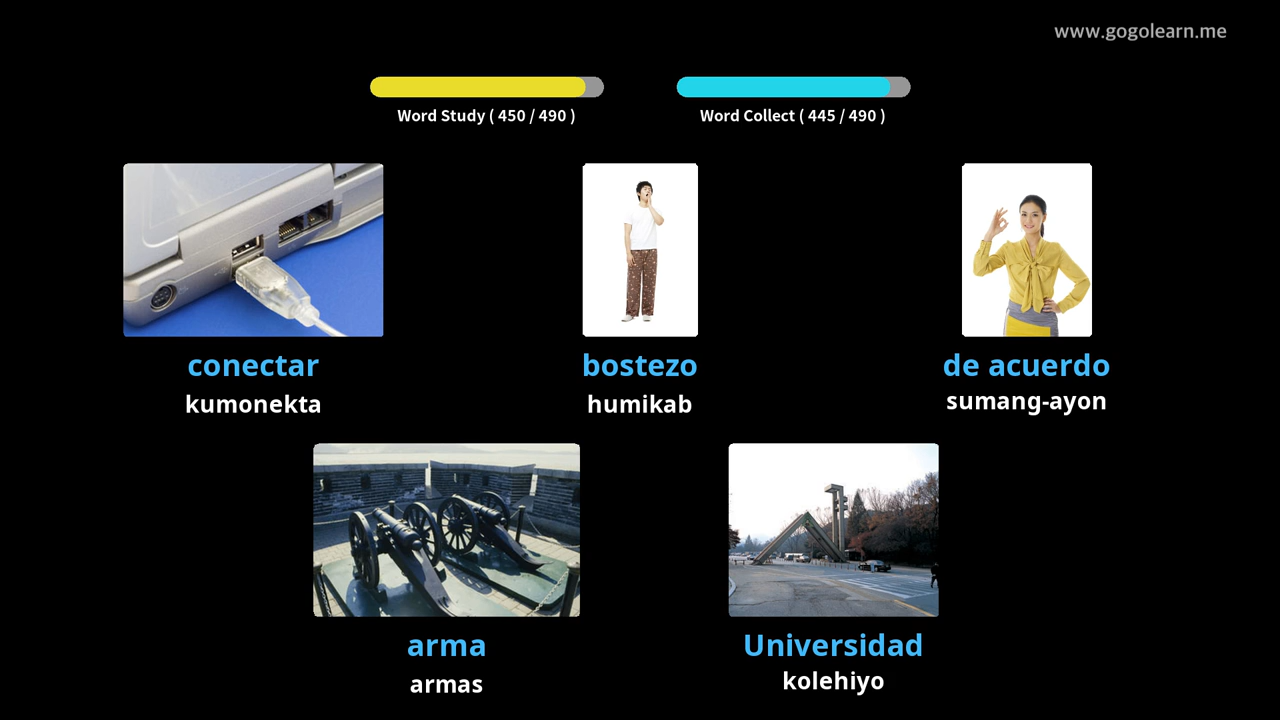 www.gogolearn.me
Word Study ( 450 / 490 )
Word Collect ( 445 / 490 )
conectar
kumonekta
bostezo
humikab
de acuerdo
sumang-ayon
arma
armas
Universidad
kolehiyo